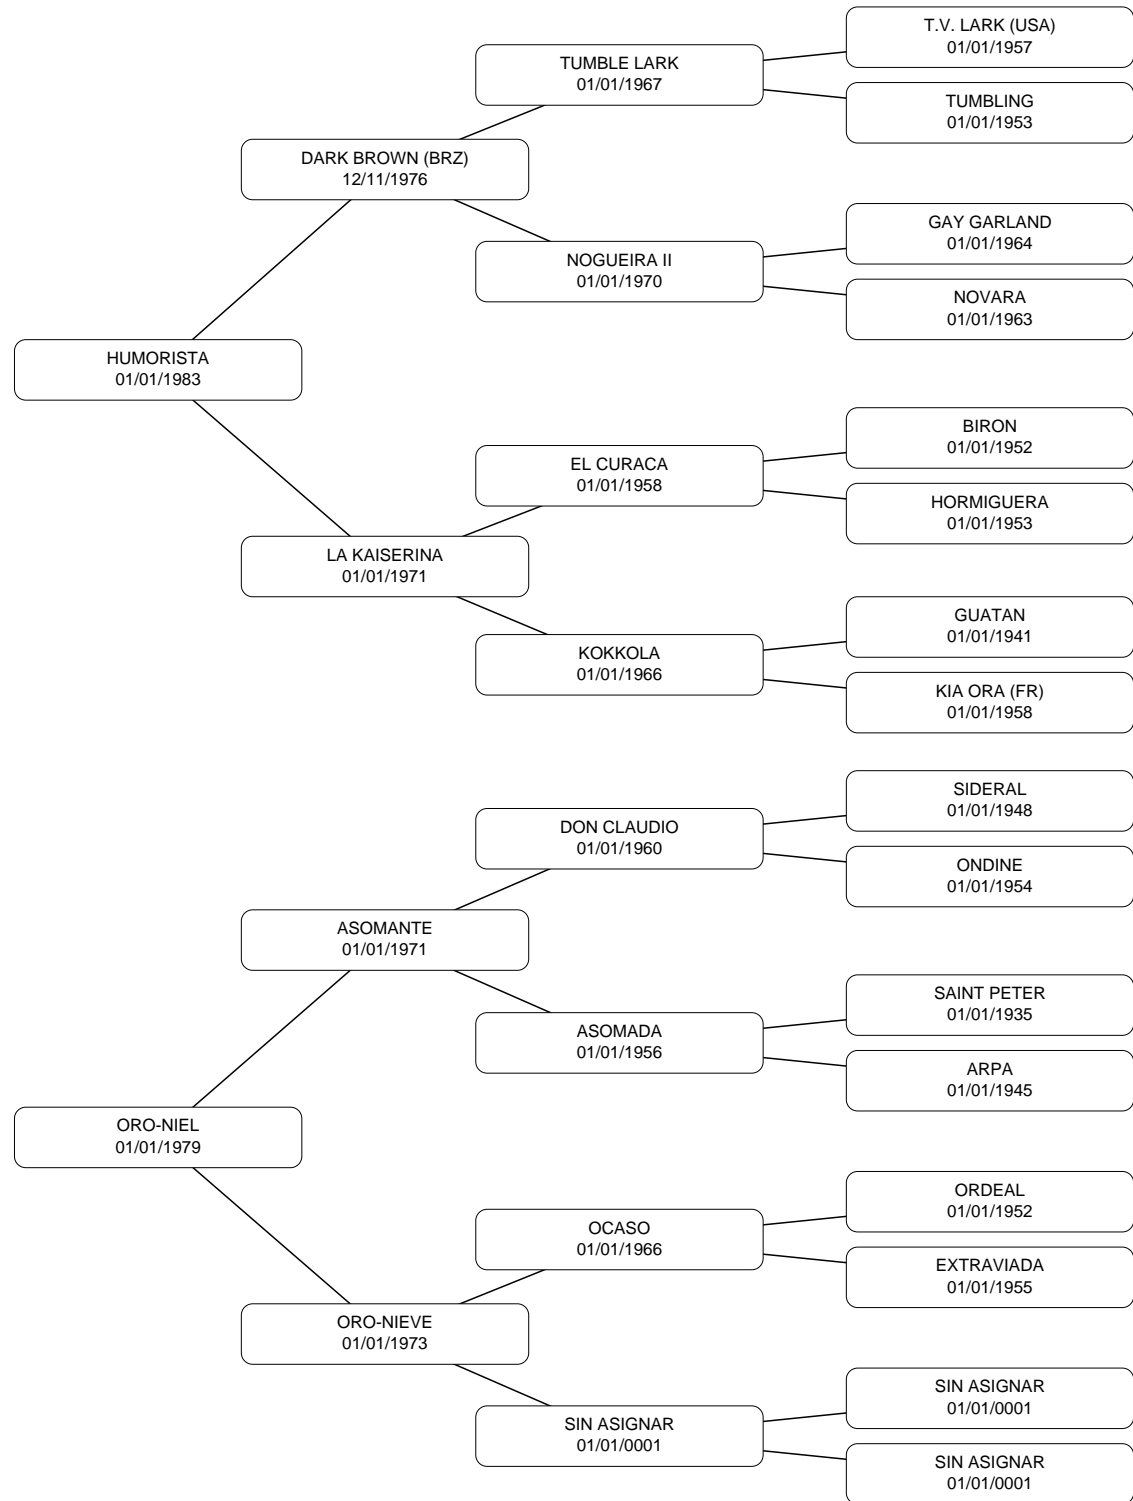 T.V. LARK (USA)
01/01/1957
TUMBLE LARK
01/01/1967
TUMBLING
01/01/1953
DARK BROWN (BRZ)
12/11/1976
GAY GARLAND
01/01/1964
NOGUEIRA II
01/01/1970
NOVARA
01/01/1963
HUMORISTA
01/01/1983
BIRON
01/01/1952
EL CURACA
01/01/1958
HORMIGUERA
01/01/1953
LA KAISERINA
01/01/1971
GUATAN
01/01/1941
KOKKOLA
01/01/1966
KIA ORA (FR)
01/01/1958
SIDERAL
01/01/1948
DON CLAUDIO
01/01/1960
ONDINE
01/01/1954
ASOMANTE
01/01/1971
SAINT PETER
01/01/1935
ASOMADA
01/01/1956
ARPA
01/01/1945
ORO-NIEL
01/01/1979
ORDEAL
01/01/1952
OCASO
01/01/1966
EXTRAVIADA
01/01/1955
ORO-NIEVE
01/01/1973
SIN ASIGNAR
01/01/0001
SIN ASIGNAR
01/01/0001
SIN ASIGNAR
01/01/0001